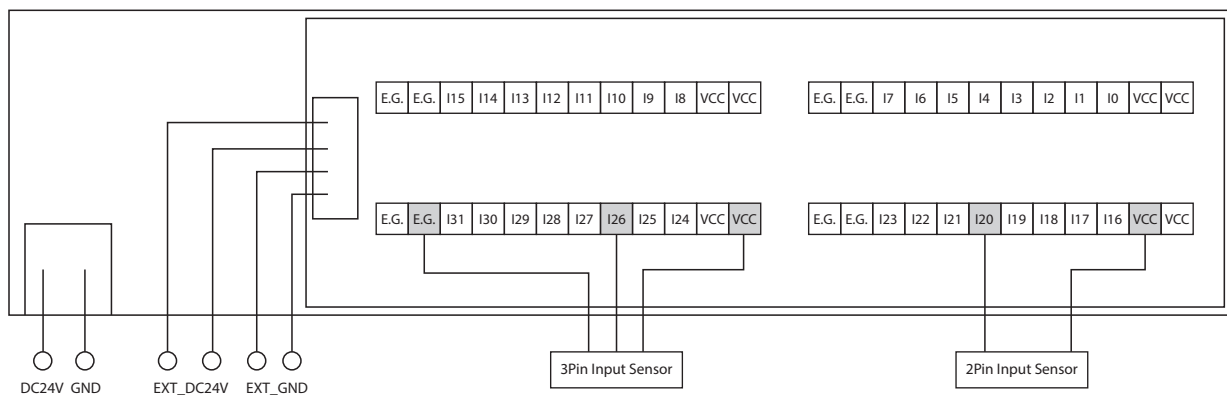 E.G. E.G. I15 I14 I13 I12 I11 I10 I9 I8 VCC VCC
E.G. E.G. I7 I6 I5 I4 I3 I2 I1 I0 VCC VCC
E.G. E.G. I31 I30 I29 I28 I27 I26 I25 I24 VCC VCC
E.G. E.G. I23 I22 I21 I20 I19 I18 I17 I16 VCC VCC
3Pin Input Sensor
2Pin Input Sensor
DC24V GND EXT_DC24V EXT_GND